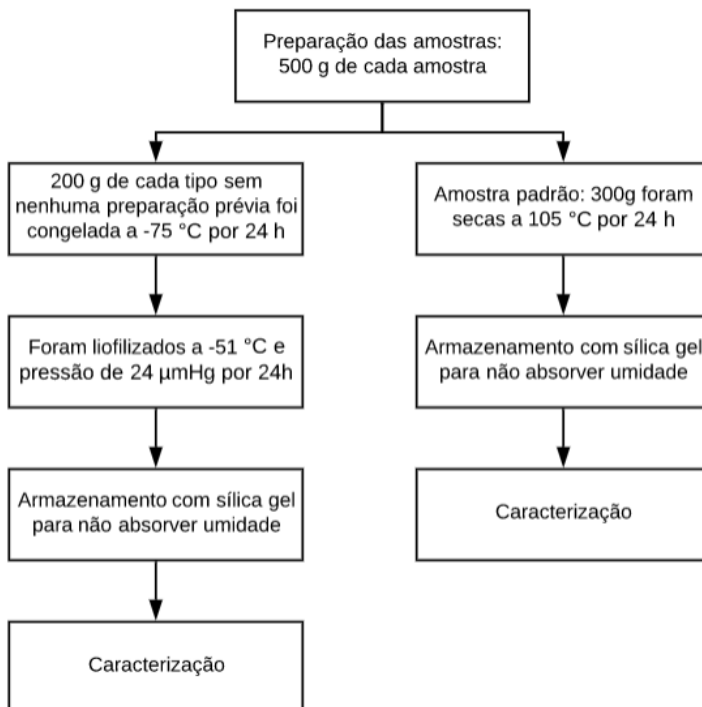 Preparação das amostras:
500 g de cada amostra
200 g de cada tipo sem
nenhuma preparação prévia foi
congelada a -75 °C por 24 h
Amostra padrão: 300g foram
secas a 105 °C por 24 h
Foram liofilizados a -51 °C e
pressão de 24 µmHg por 24h
Armazenamento com sílica gel
para não absorver umidade
Armazenamento com sílica gel
para não absorver umidade
Caracterização
Caracterização